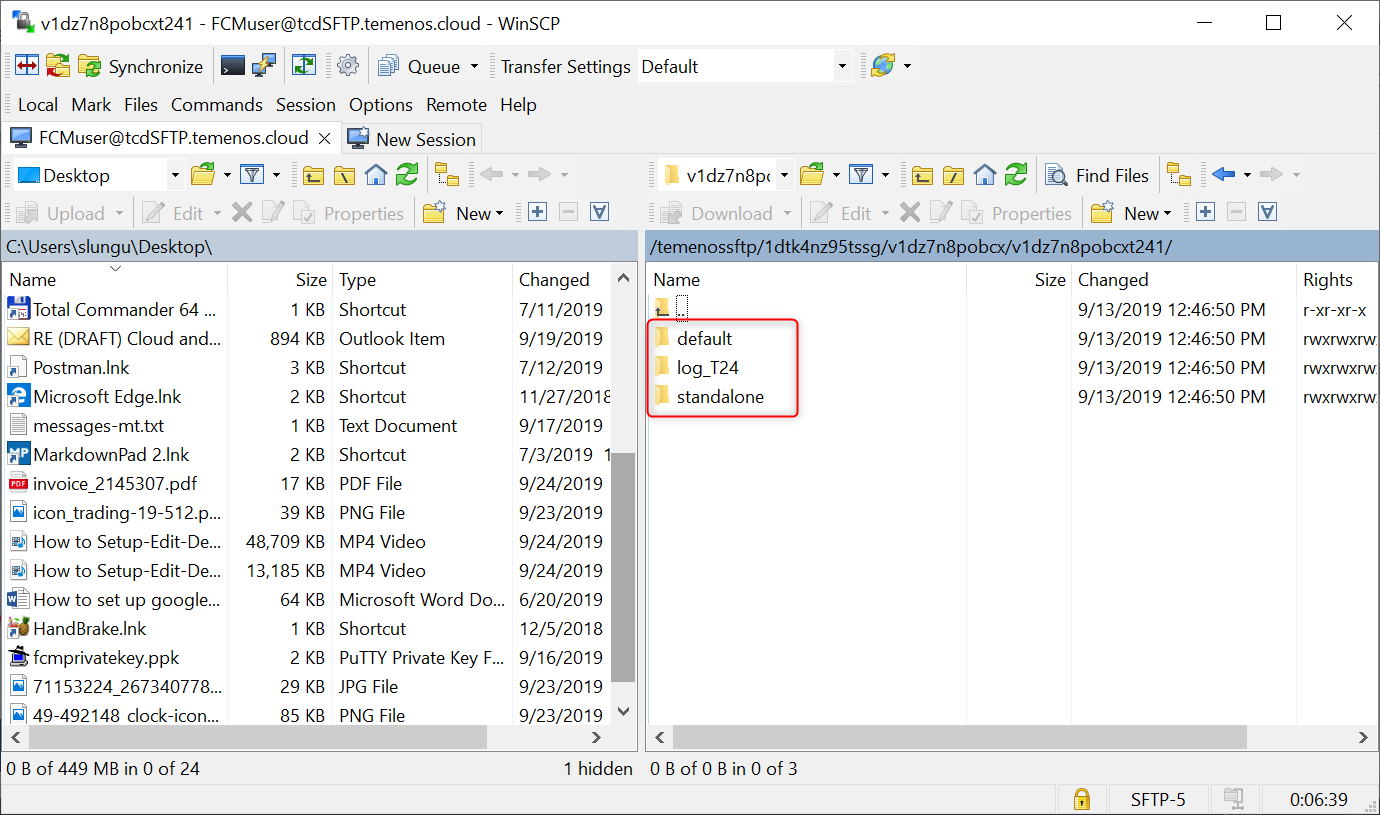 v1dz7n8pobcxt241 - FCMuser@tcdSFTP.temenos.cloud - WinSCP
Synchronize Queue Transfer Settings Default
Local Mark Files Commands Session Options Remote Help
FCMuser@tcdSFTP.temenos.cloud New Session
Desktop v1dz7n8pc Find Files
Upload Edit Properties New Download Edit Properties New
C:\Users\slungu\Desktop\ /temenossftp/1dtk4nz95tssg/v1dz7n8pobcx/v1dz7n8pobcxt241/
Name Size Type Changed Name Size Changed Rights
Total Commander 64 ... 1 KB Shortcut 7/11/2019 .. 9/13/2019 12:46:50 PM r-xr-xr-x
RE (DRAFT) Cloud and... 894 KB Outlook Item 9/19/2019 default 9/13/2019 12:46:50 PM rwxrwxrw
Postman.lnk 3 KB Shortcut 7/12/2019 log_T24 9/13/2019 12:46:50 PM rwxrwxrw
Microsoft Edge.lnk 2 KB Shortcut 11/27/2018 standalone 9/13/2019 12:46:50 PM rwxrwxrw
messages-mt.txt 1 KB Text Document 9/17/2019
MarkdownPad 2.lnk 2 KB Shortcut 7/3/2019 1
invoice_2145307.pdf 17 KB PDF File 9/24/2019
icon_trading-19-512.p... 39 KB PNG File 9/23/2019
How to Setup-Edit-De... 48,709 KB MP4 Video 9/24/2019
How to Setup-Edit-De... 13,185 KB MP4 Video 9/24/2019
How to set up google... 64 KB Microsoft Word Do... 6/20/2019
HandBrake.lnk 1 KB Shortcut 12/5/2018
fcmprivatekey.ppk 2 KB PuTTY Private Key F... 9/16/2019
71153224_267340778... 29 KB JPG File 9/23/2019
49-492148_clock-icon... 85 KB PNG File 9/23/2019
0 B of 449 MB in 0 of 24 1 hidden 0 B of 0 B in 0 of 3
SFTP-5 0:06:39